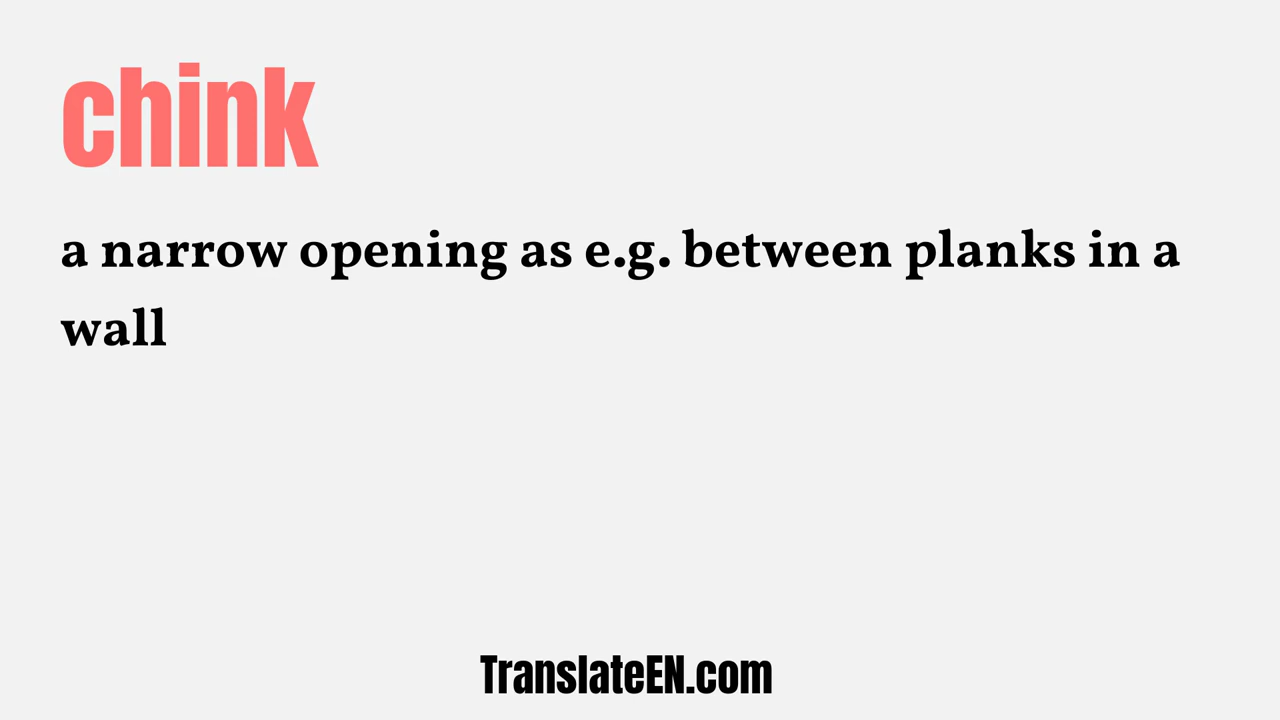 chink
a narrow opening as e.g. between planks in a
wall
TranslateEN.com